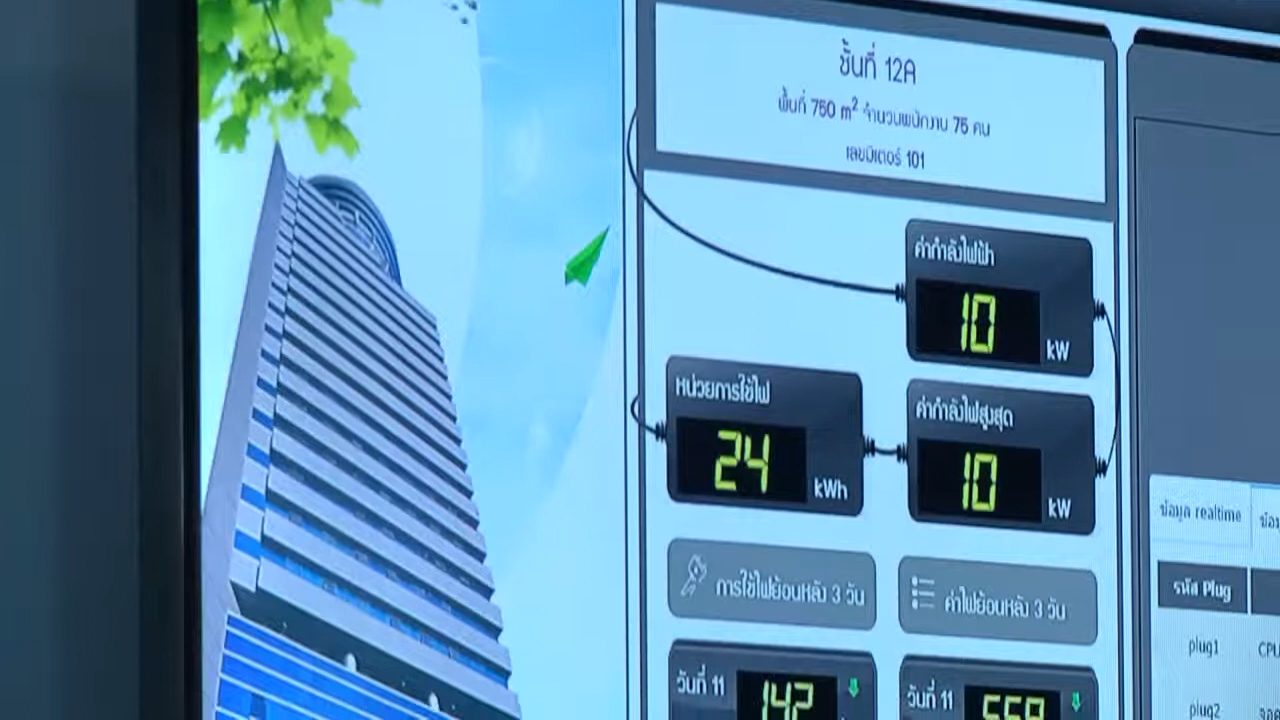 ชั้นที่ 12A
พื้นที่ 750 m² จำนวนพนักงาน 75 คน
เลขมิเตอร์ 101
ค่ากำลังไฟฟ้า
10 kW
หน่วยการใช้ไฟ
24 kWh
ค่ากำลังไฟสูงสุด
10 kW
การใช้ไฟย้อนหลัง 3 วัน
ค่าไฟย้อนหลัง 3 วัน
วันที่ 11
142
วันที่ 11
559
ข้อมูล realtime
รหัส Plug
plug1
CPU
plug2